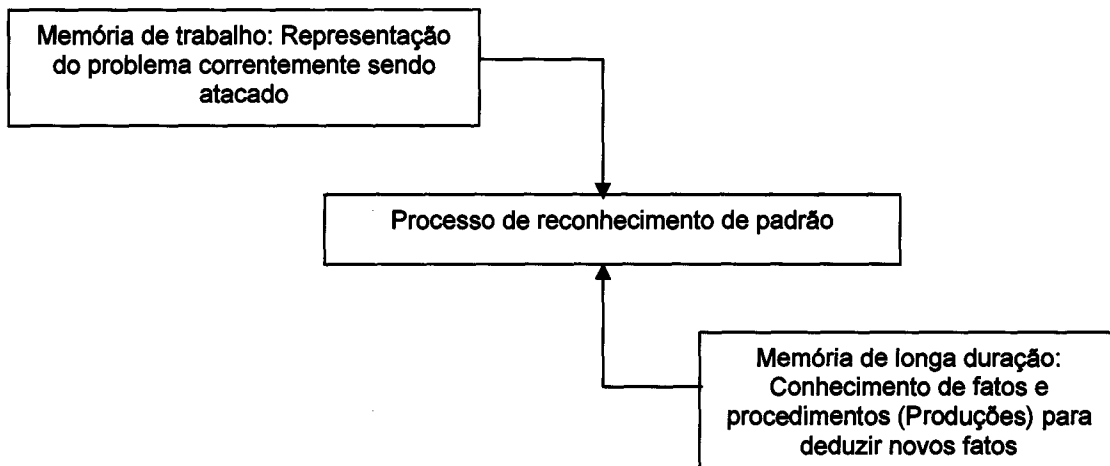 Memória de trabalho: Representação
do problema correntemente sendo
atacado
Processo de reconhecimento de padrão
Memória de longa duração:
Conhecimento de fatos e
procedimentos (Produções) para
deduzir novos fatos